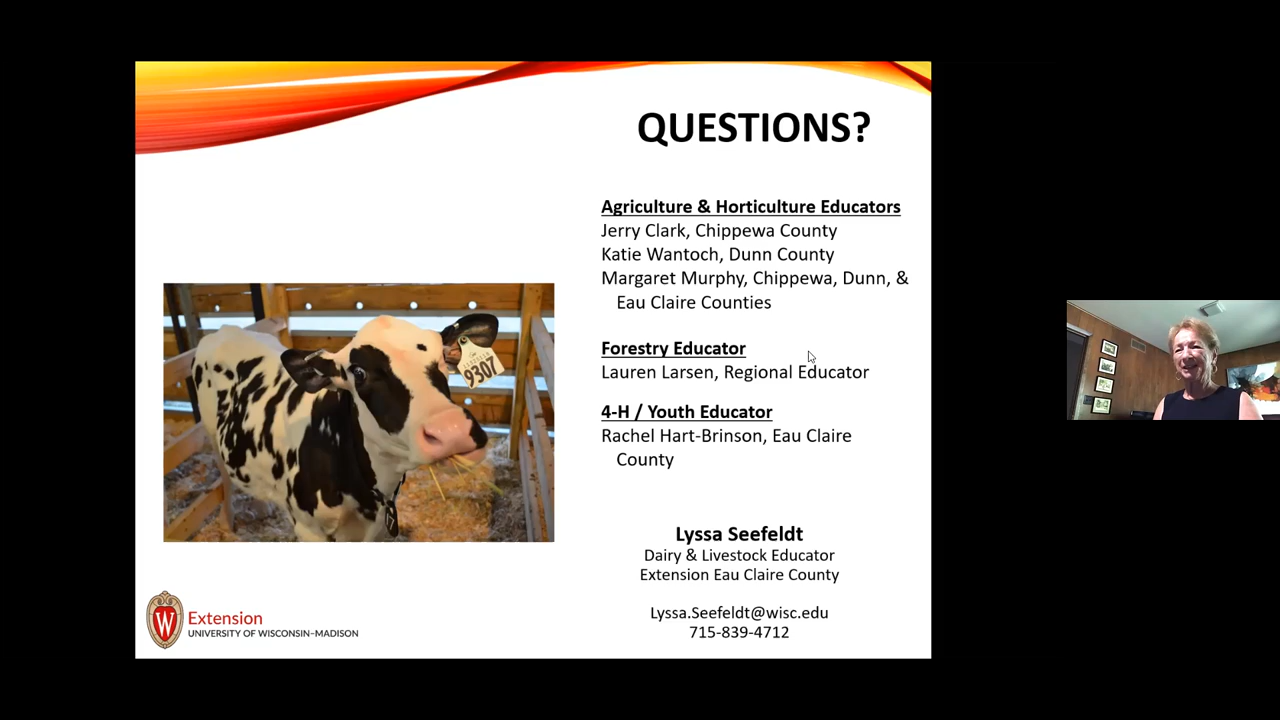 QUESTIONS?
Agriculture & Horticulture Educators
Jerry Clark, Chippewa County
Katie Wantoch, Dunn County
Margaret Murphy, Chippewa, Dunn, &
Eau Claire Counties
Forestry Educator
Lauren Larsen, Regional Educator
4-H / Youth Educator
Rachel Hart-Brinson, Eau Claire
County
Lyssa Seefeldt
Dairy & Livestock Educator
Extension Eau Claire County
Lyssa.Seefeldt@wisc.edu
715-839-4712
9307
W
Extension
UNIVERSITY OF WISCONSIN–MADISON